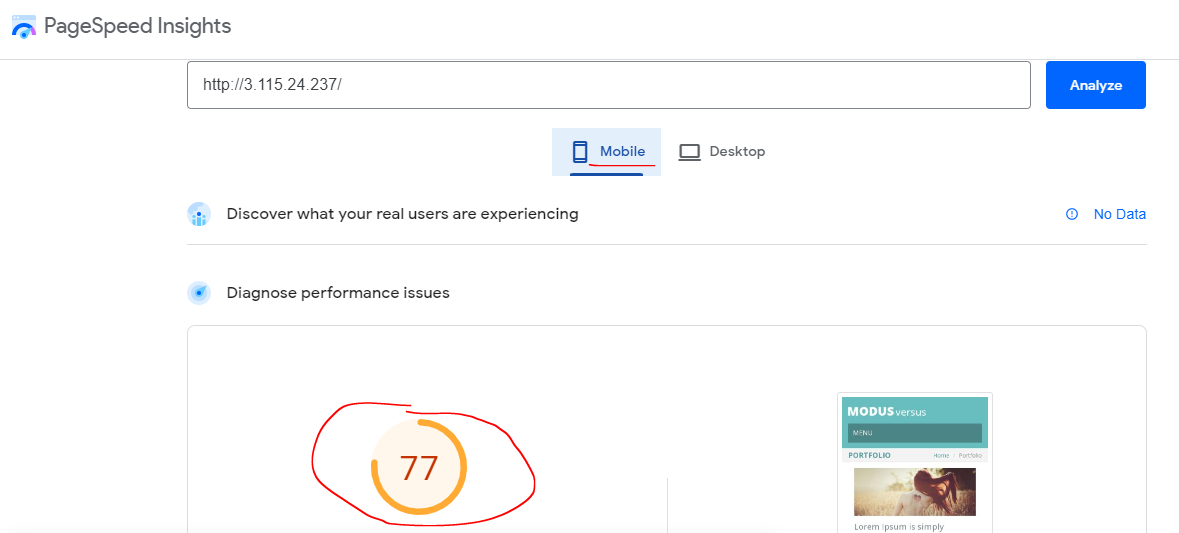 PageSpeed Insights
http://3.115.24.237/
Analyze
Mobile
Desktop
Discover what your real users are experiencing
No Data
Diagnose performance issues
77
MODUS versus
MENU
PORTFOLIO
Home / Portfolio
Lorem Ipsum is simply